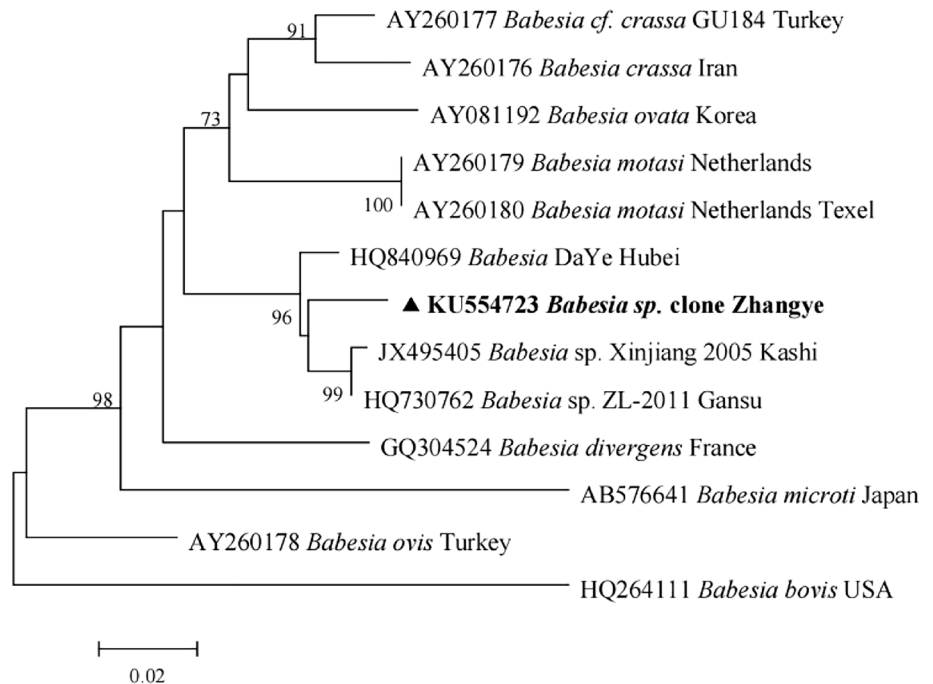 AY260177 Babesia cf. crassa GU184 Turkey
91
AY260176 Babesia crassa Iran
AY081192 Babesia ovata Korea
73
AY260179 Babesia motasi Netherlands
100
AY260180 Babesia motasi Netherlands Texel
HQ840969 Babesia DaYe Hubei
▲ KU554723 Babesia sp. clone Zhangye
96
JX495405 Babesia sp. Xinjiang 2005 Kashi
99
HQ730762 Babesia sp. ZL-2011 Gansu
98
GQ304524 Babesia divergens France
AB576641 Babesia microti Japan
AY260178 Babesia ovis Turkey
HQ264111 Babesia bovis USA
0.02